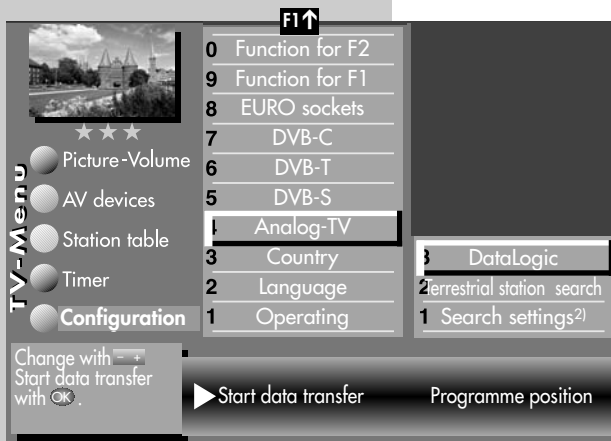 F1↑
0 Function for F2
9 Function for F1
8 EURO sockets
7 DVB-C
6 DVB-T
5 DVB-S
4 Analog-TV
3 Country
2 Language
1 Operating
TV-Menu
Picture-Volume
AV devices
Station table
Timer
Configuration
3 DataLogic
2 Terrestrial station search
1 Search settings2)
Change with - +
Start data transfer
with OK .
Start data transfer
Programme position